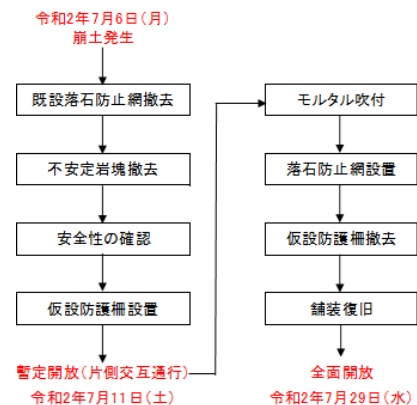 令和2年7月6日（月）
崩土発生
既設落石防止網撤去
不安定岩塊撤去
安全性の確認
仮設防護柵設置
暫定開放（片側交互通行）
令和2年7月11日（土）
モルタル吹付
落石防止網設置
仮設防護柵撤去
舗装復旧
全面開放
令和2年7月29日（水）